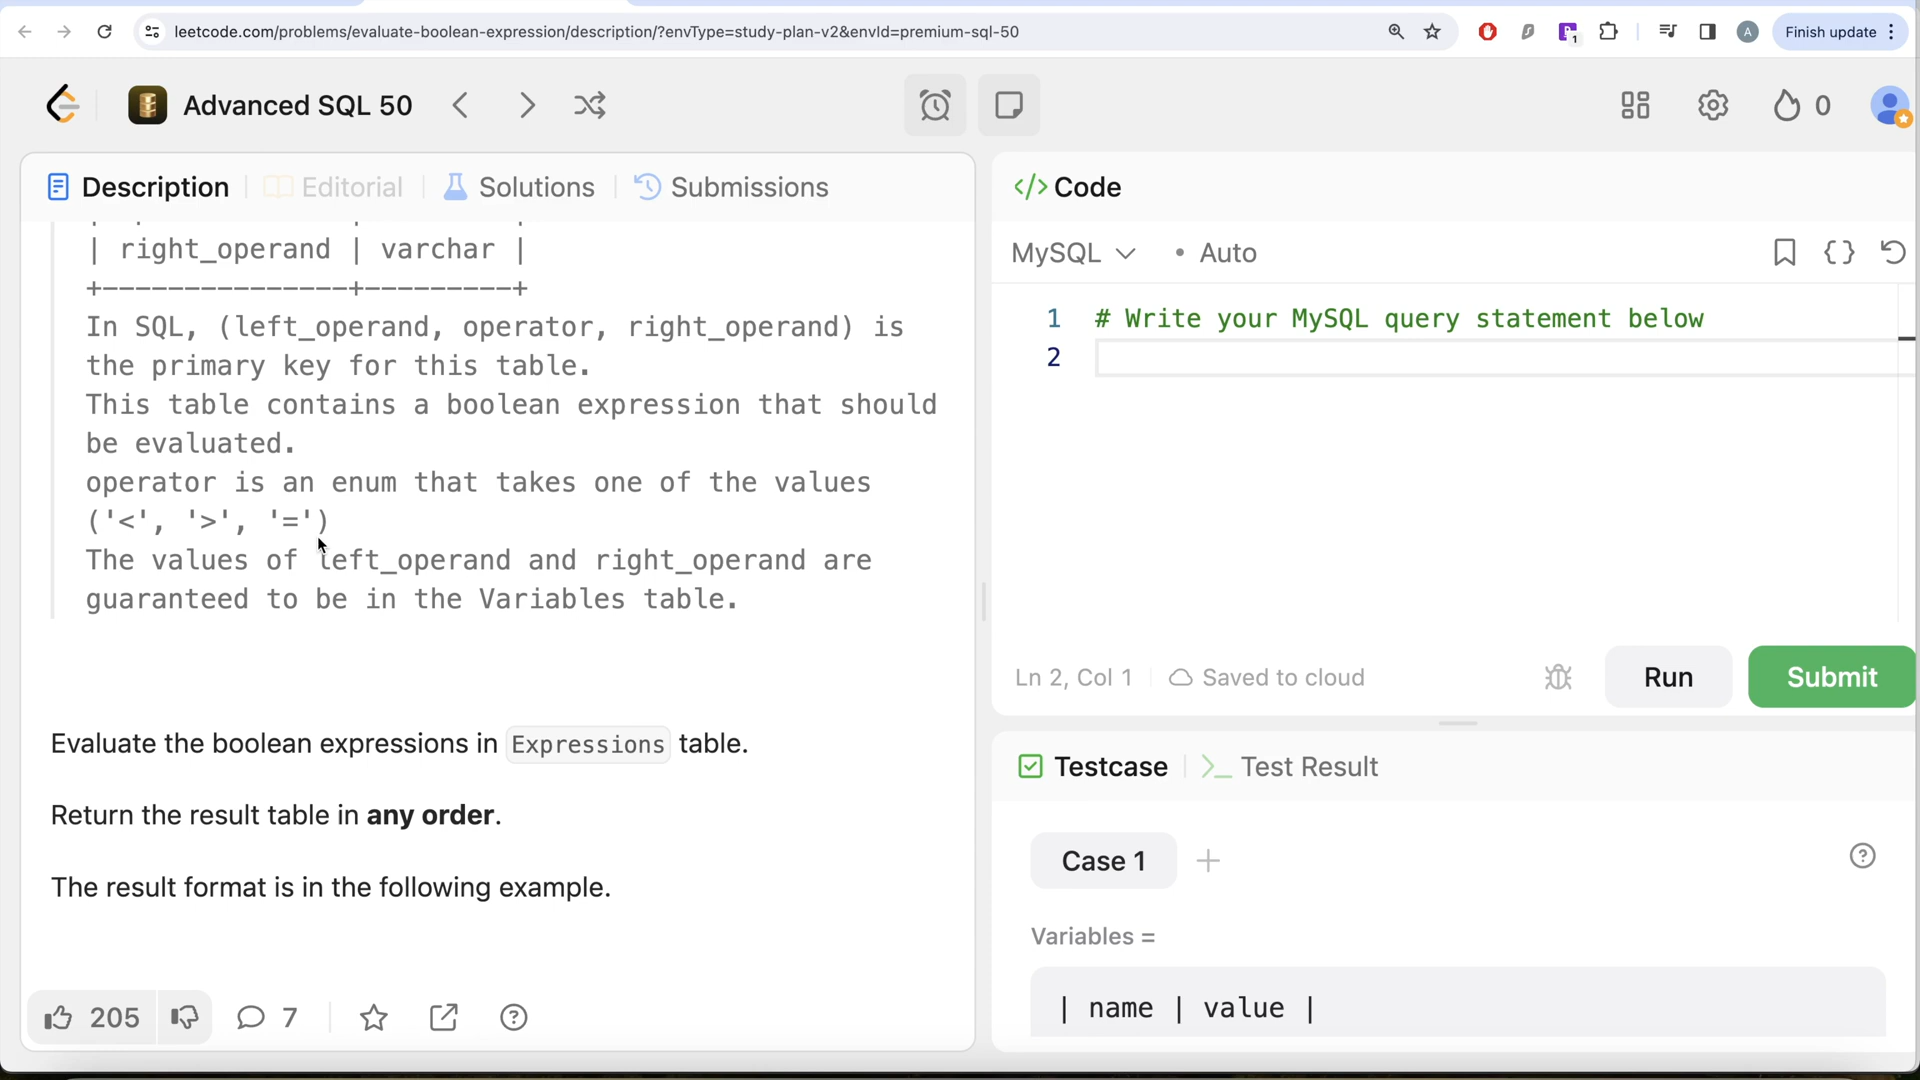 leetcode.com/problems/evaluate-boolean-expression/description/?envType=study-plan-v2&envId=premium-sql-50
1
A
Finish update
Advanced SQL 50
0
Description
Editorial
Solutions
Submissions
| right_operand | varchar |
+---------------+---------+
In SQL, (left_operand, operator, right_operand) is
the primary key for this table.
This table contains a boolean expression that should
be evaluated.
operator is an enum that takes one of the values
('<', '>', '=')
The values of left_operand and right_operand are
guaranteed to be in the Variables table.
Evaluate the boolean expressions in Expressions table.
Return the result table in any order.
The result format is in the following example.
205
7
</> Code
MySQL
• Auto
{}
1 # Write your MySQL query statement below
2
Ln 2, Col 1
Saved to cloud
Run
Submit
Testcase
>_ Test Result
Case 1
+
Variables =
| name | value |